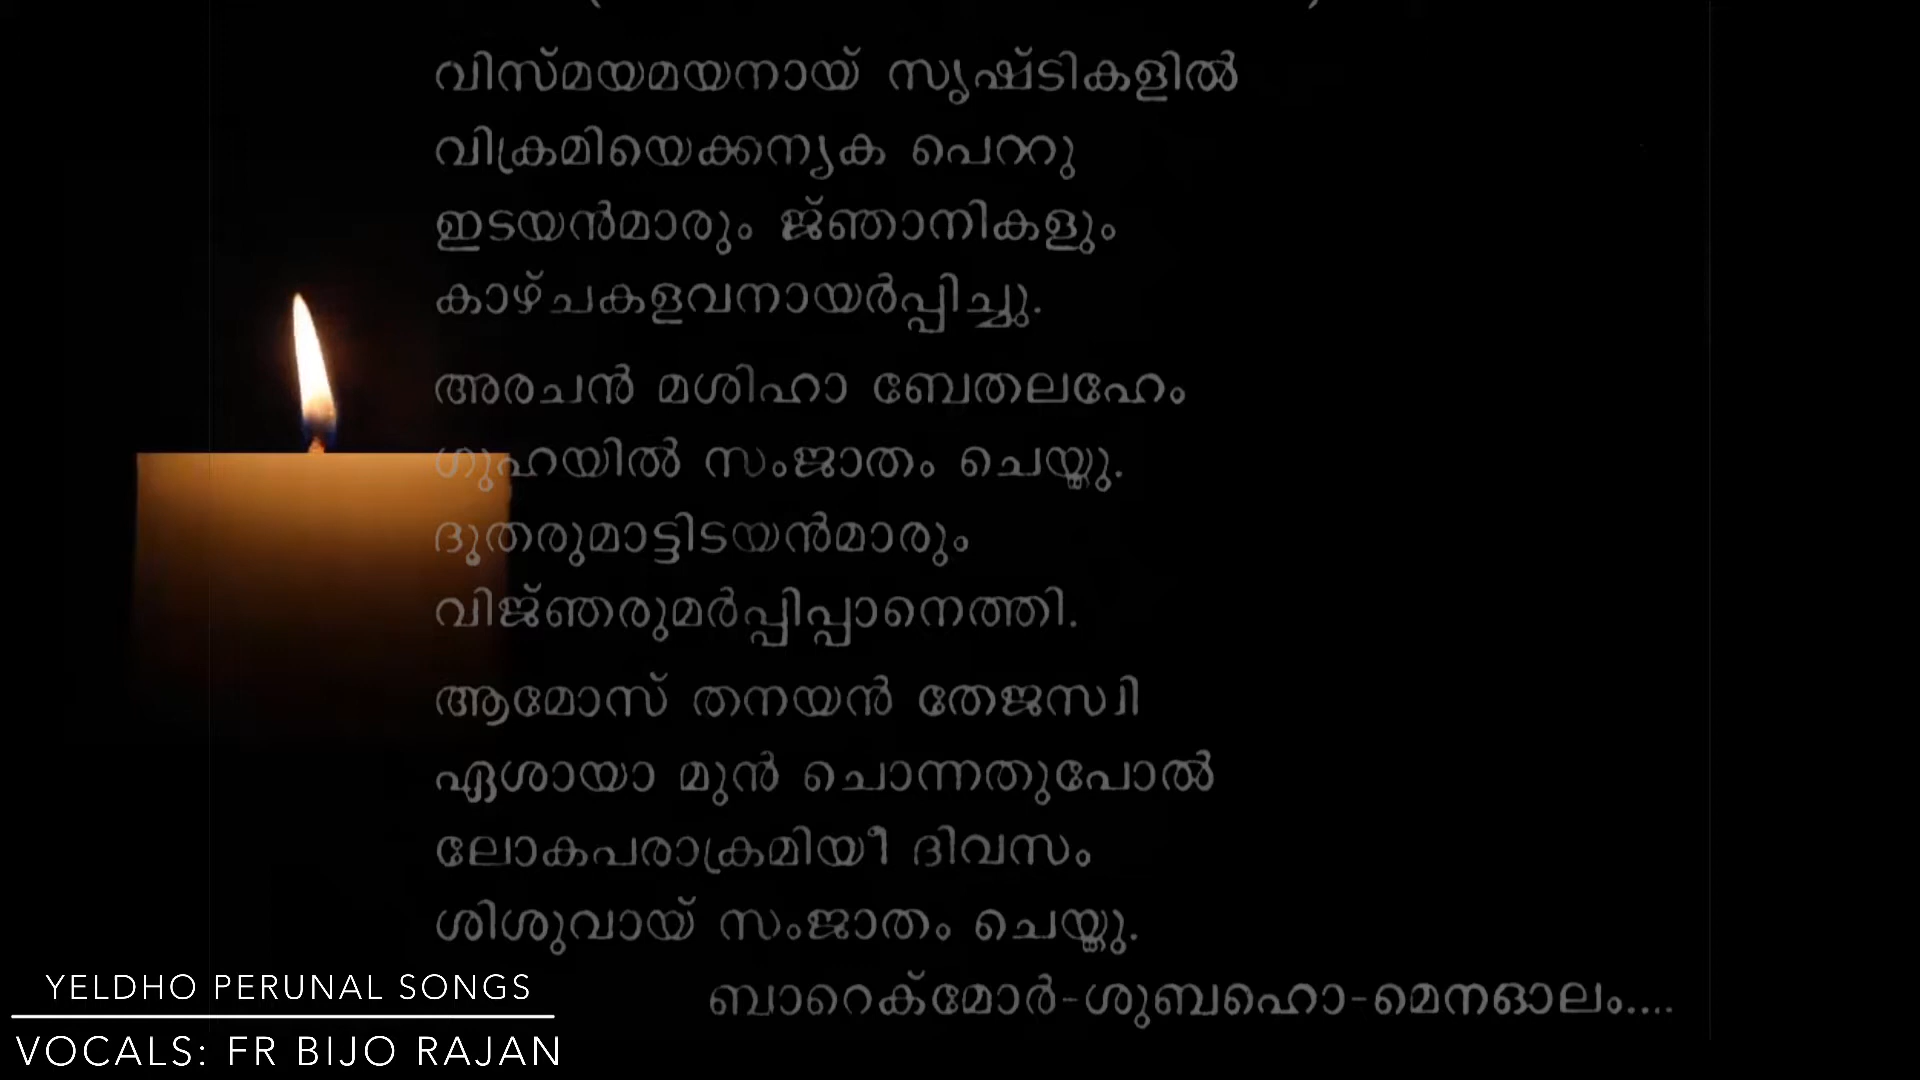 വിസ്മയമയനായ് സൃഷ്ടികളിൽ
വിക്രമിയെക്കന്യക പെററു
ഇടയൻമാരും ജ്ഞാനികളും
കാഴ്ചകളവനായർപ്പിച്ചു.
അരചൻ മശിഹാ ബേതലഹേം
ഗുഹയിൽ സംജാതം ചെയ്തു.
ദൂതരുമാട്ടിടയൻമാരും
വിജ്ഞരുമർപ്പിപ്പാനെത്തി.
ആമോസ് തനയൻ തേജസ്വി
ഏശായാ മുൻ ചൊന്നതുപോൽ
ലോകപരാക്രമിയീ ദിവസം
ശിശുവായ് സംജാതം ചെയ്തു.
ബാറെക്മോർ-ശുബഹൊ-മെനഓലം....
YELDHO PERUNAL SONGS
VOCALS: FR BIJO RAJAN